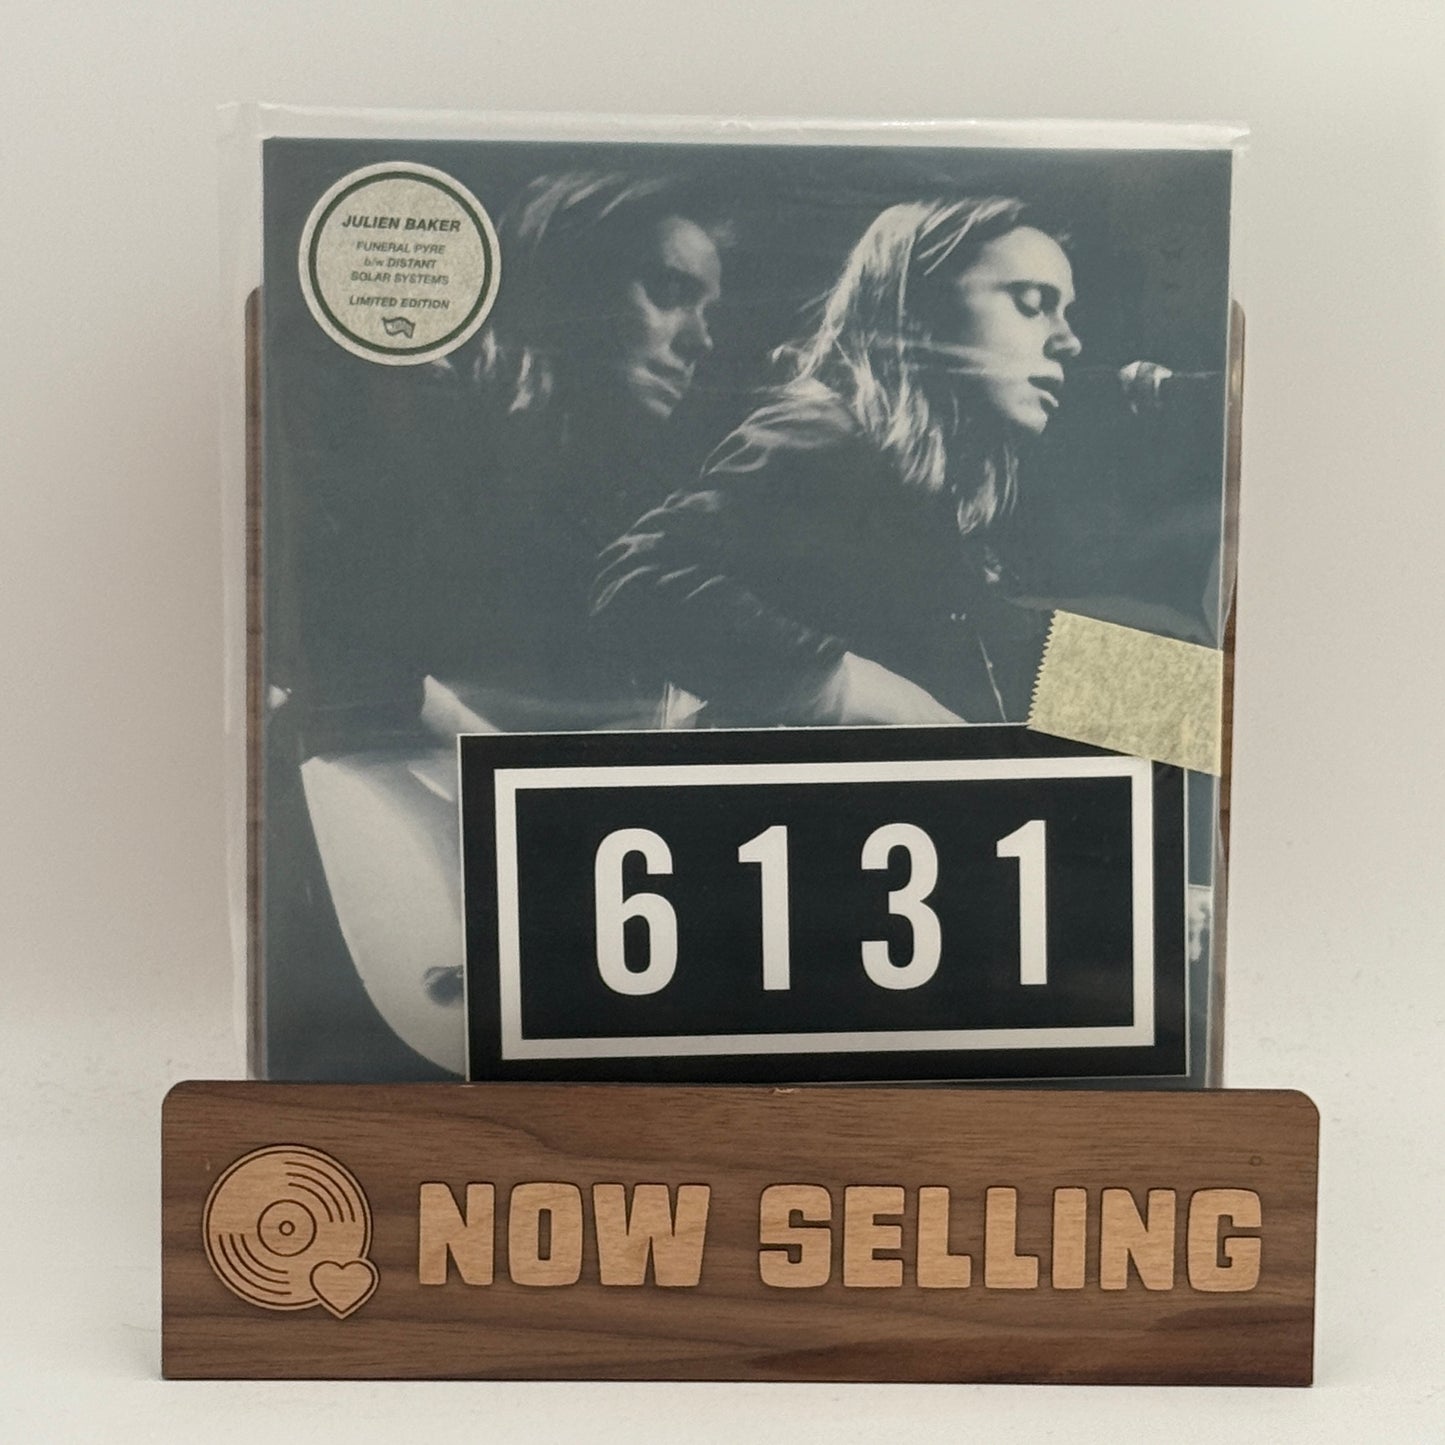 JULIEN BAKER
FUNERAL PYRE
b/w DISTANT
SOLAR SYSTEMS
LIMITED EDITION
6131
NOW SELLING